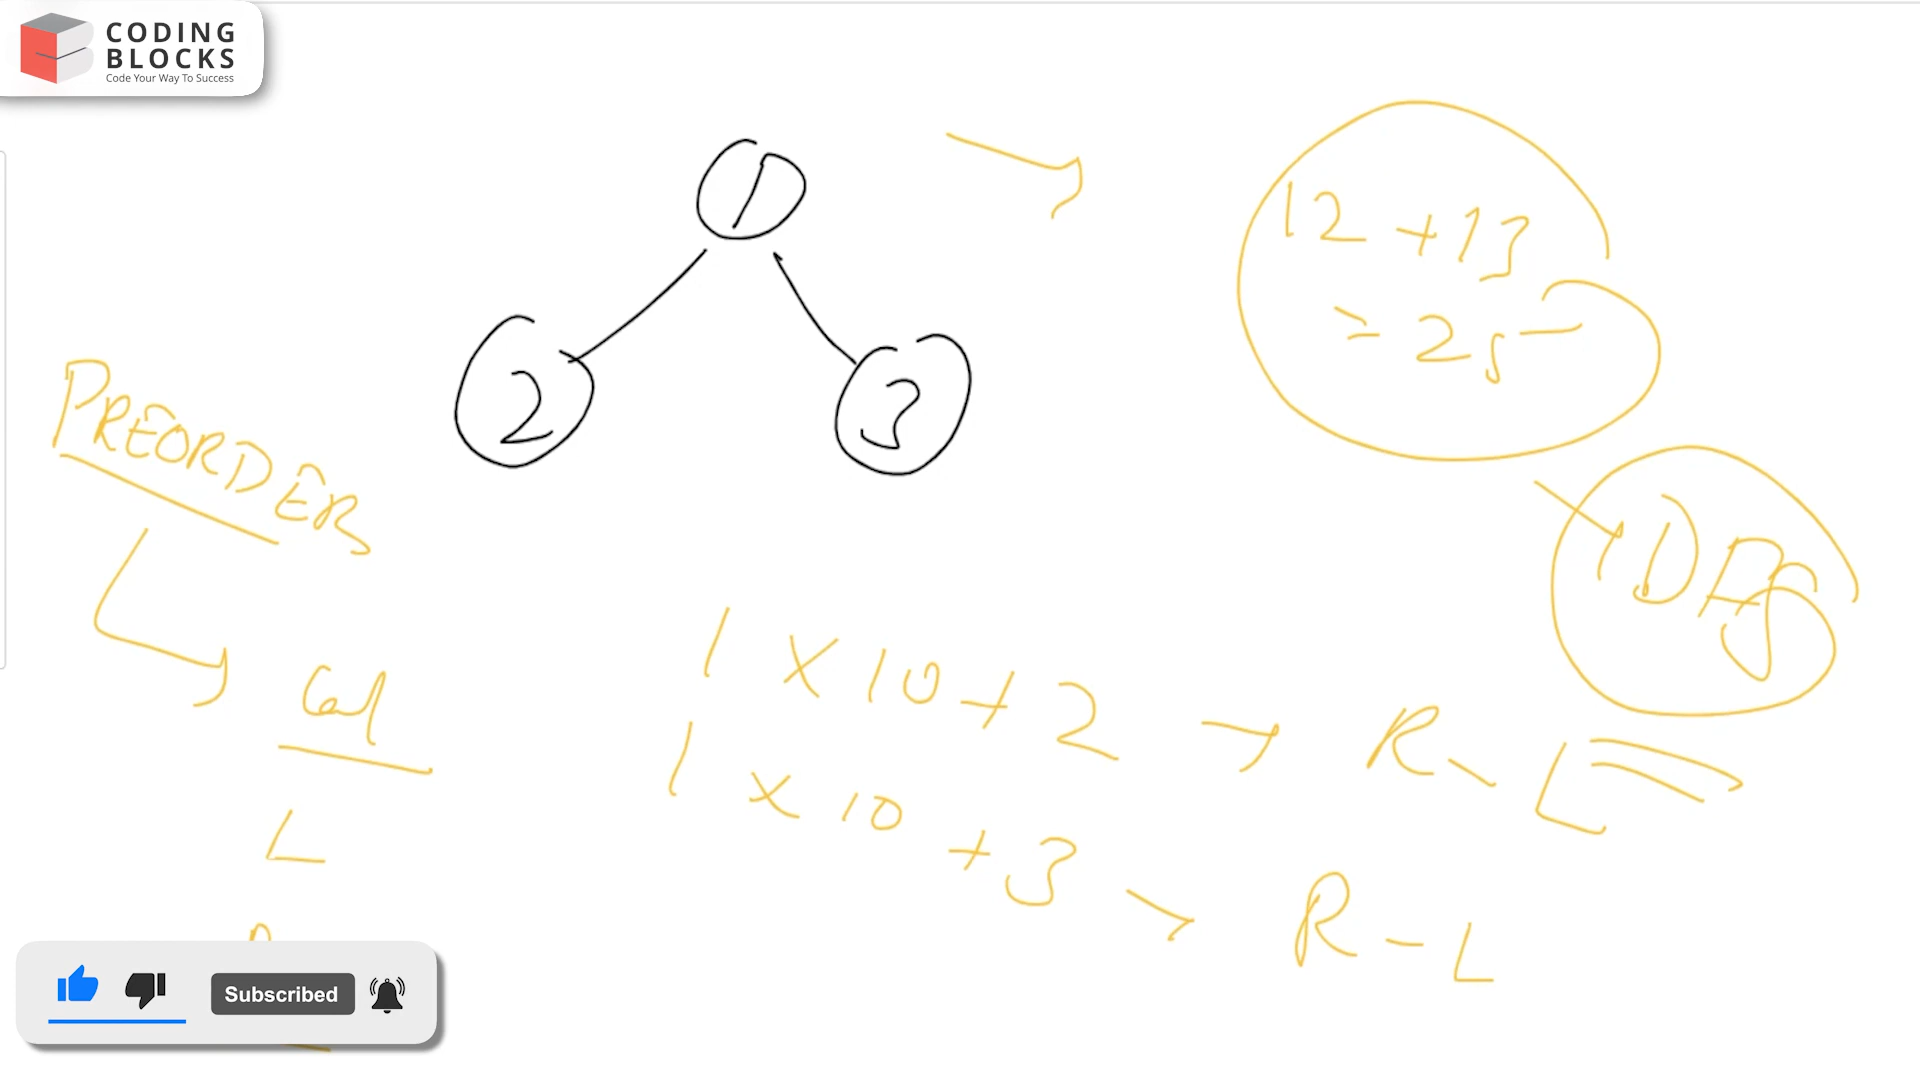 CODING
BLOCKS
Code Your Way To Success
1
2
3
12 + 13
= 25
DFS
PREORDER
Cal
L
1 x 10 + 2 → R - L
1 x 10 + 3 → R - L
Subscribed